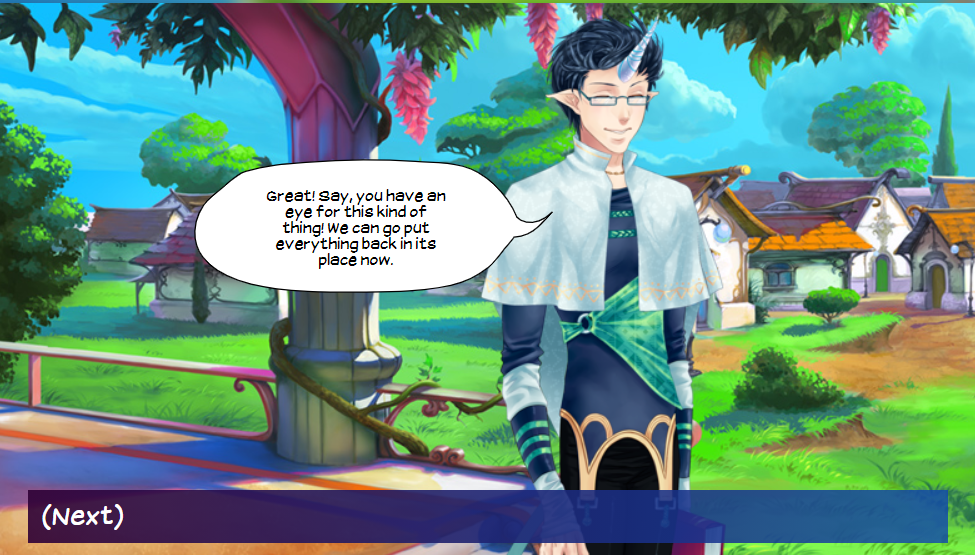 Great! Say, you have an
eye for this kind of
thing! We can go put
everything back in its
place now.
(Next)